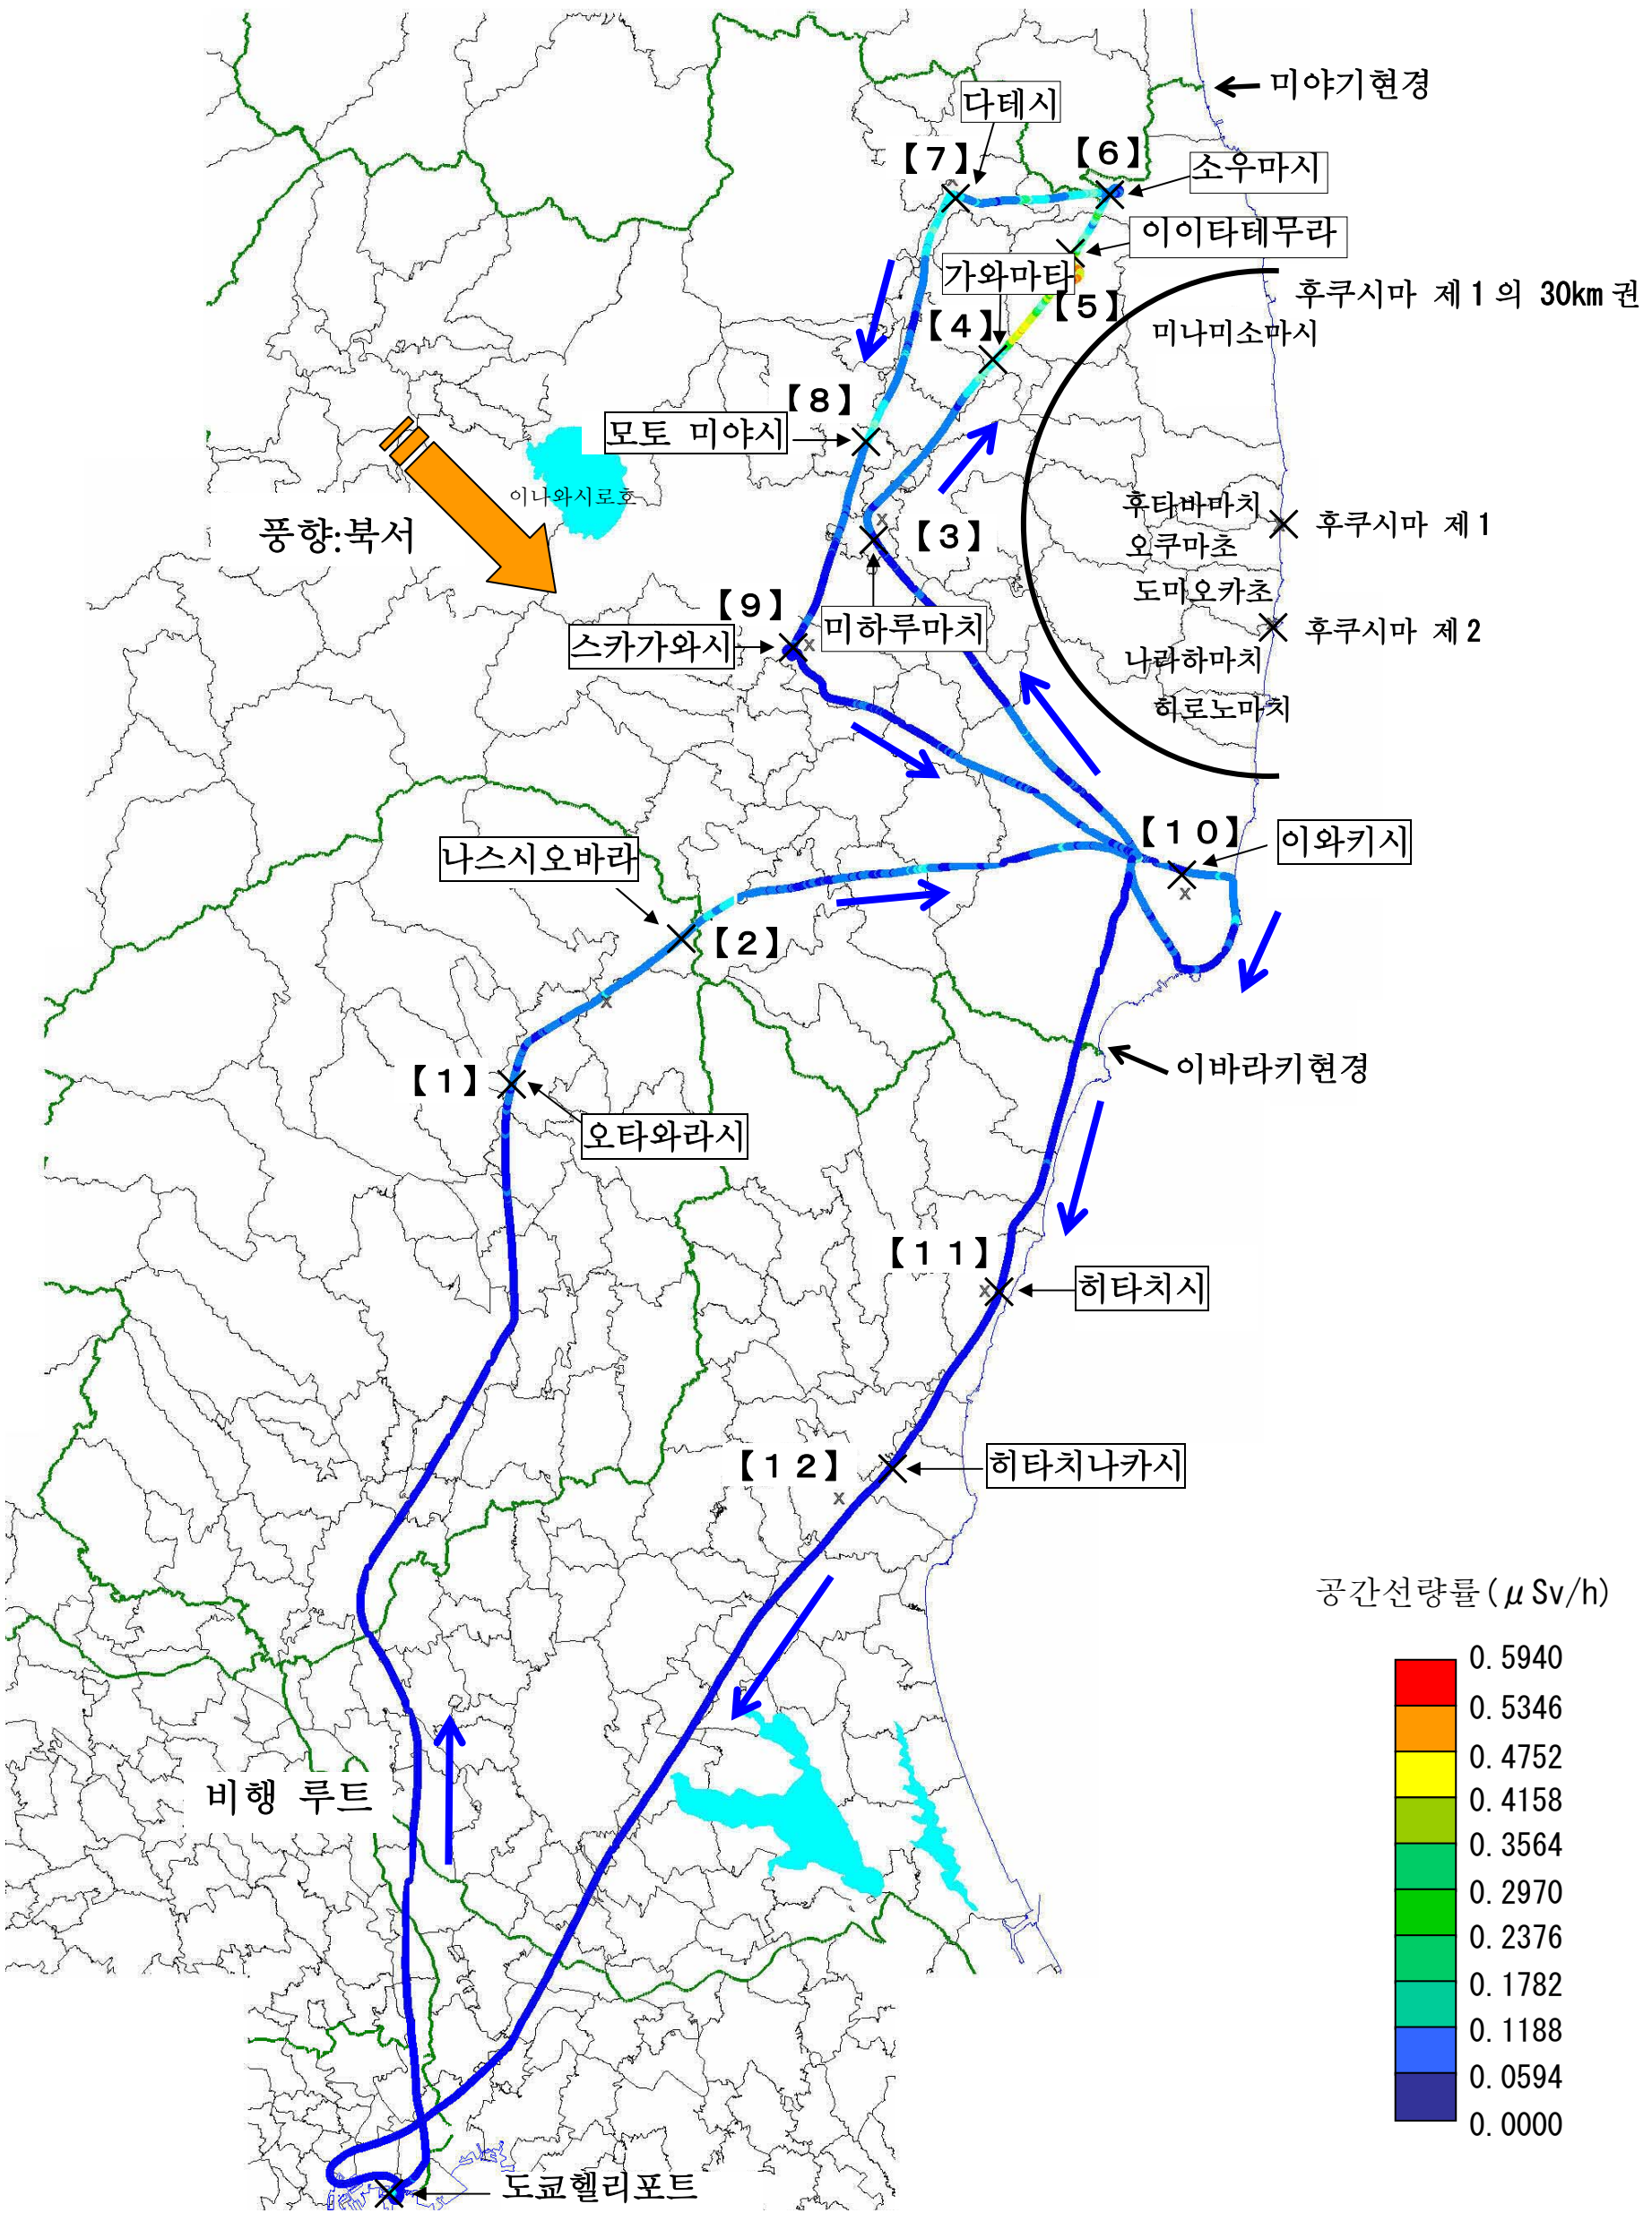 미야기현경
다테시
【7】
【6】
소우마시
이이타테무라
가와마타
후쿠시마 제1의 30km권
【5】
【4】
미나미소마시
【8】
모토 미야시
이나와시로호
후타바마치
후쿠시마 제1
풍향:북서
【3】
오쿠마초
도미오카초
【9】
미하루마치
후쿠시마 제2
스카가와시
나라하마치
히로노마치
【10】
이와키시
나스시오바라
【2】
이바라키현경
【1】
오타와라시
【11】
히타치시
【12】
히타치나카시
공간선량률(μSv/h)
0.5940
0.5346
0.4752
0.4158
0.3564
0.2970
0.2376
0.1782
0.1188
0.0594
0.0000
비행 루트
도쿄헬리포트